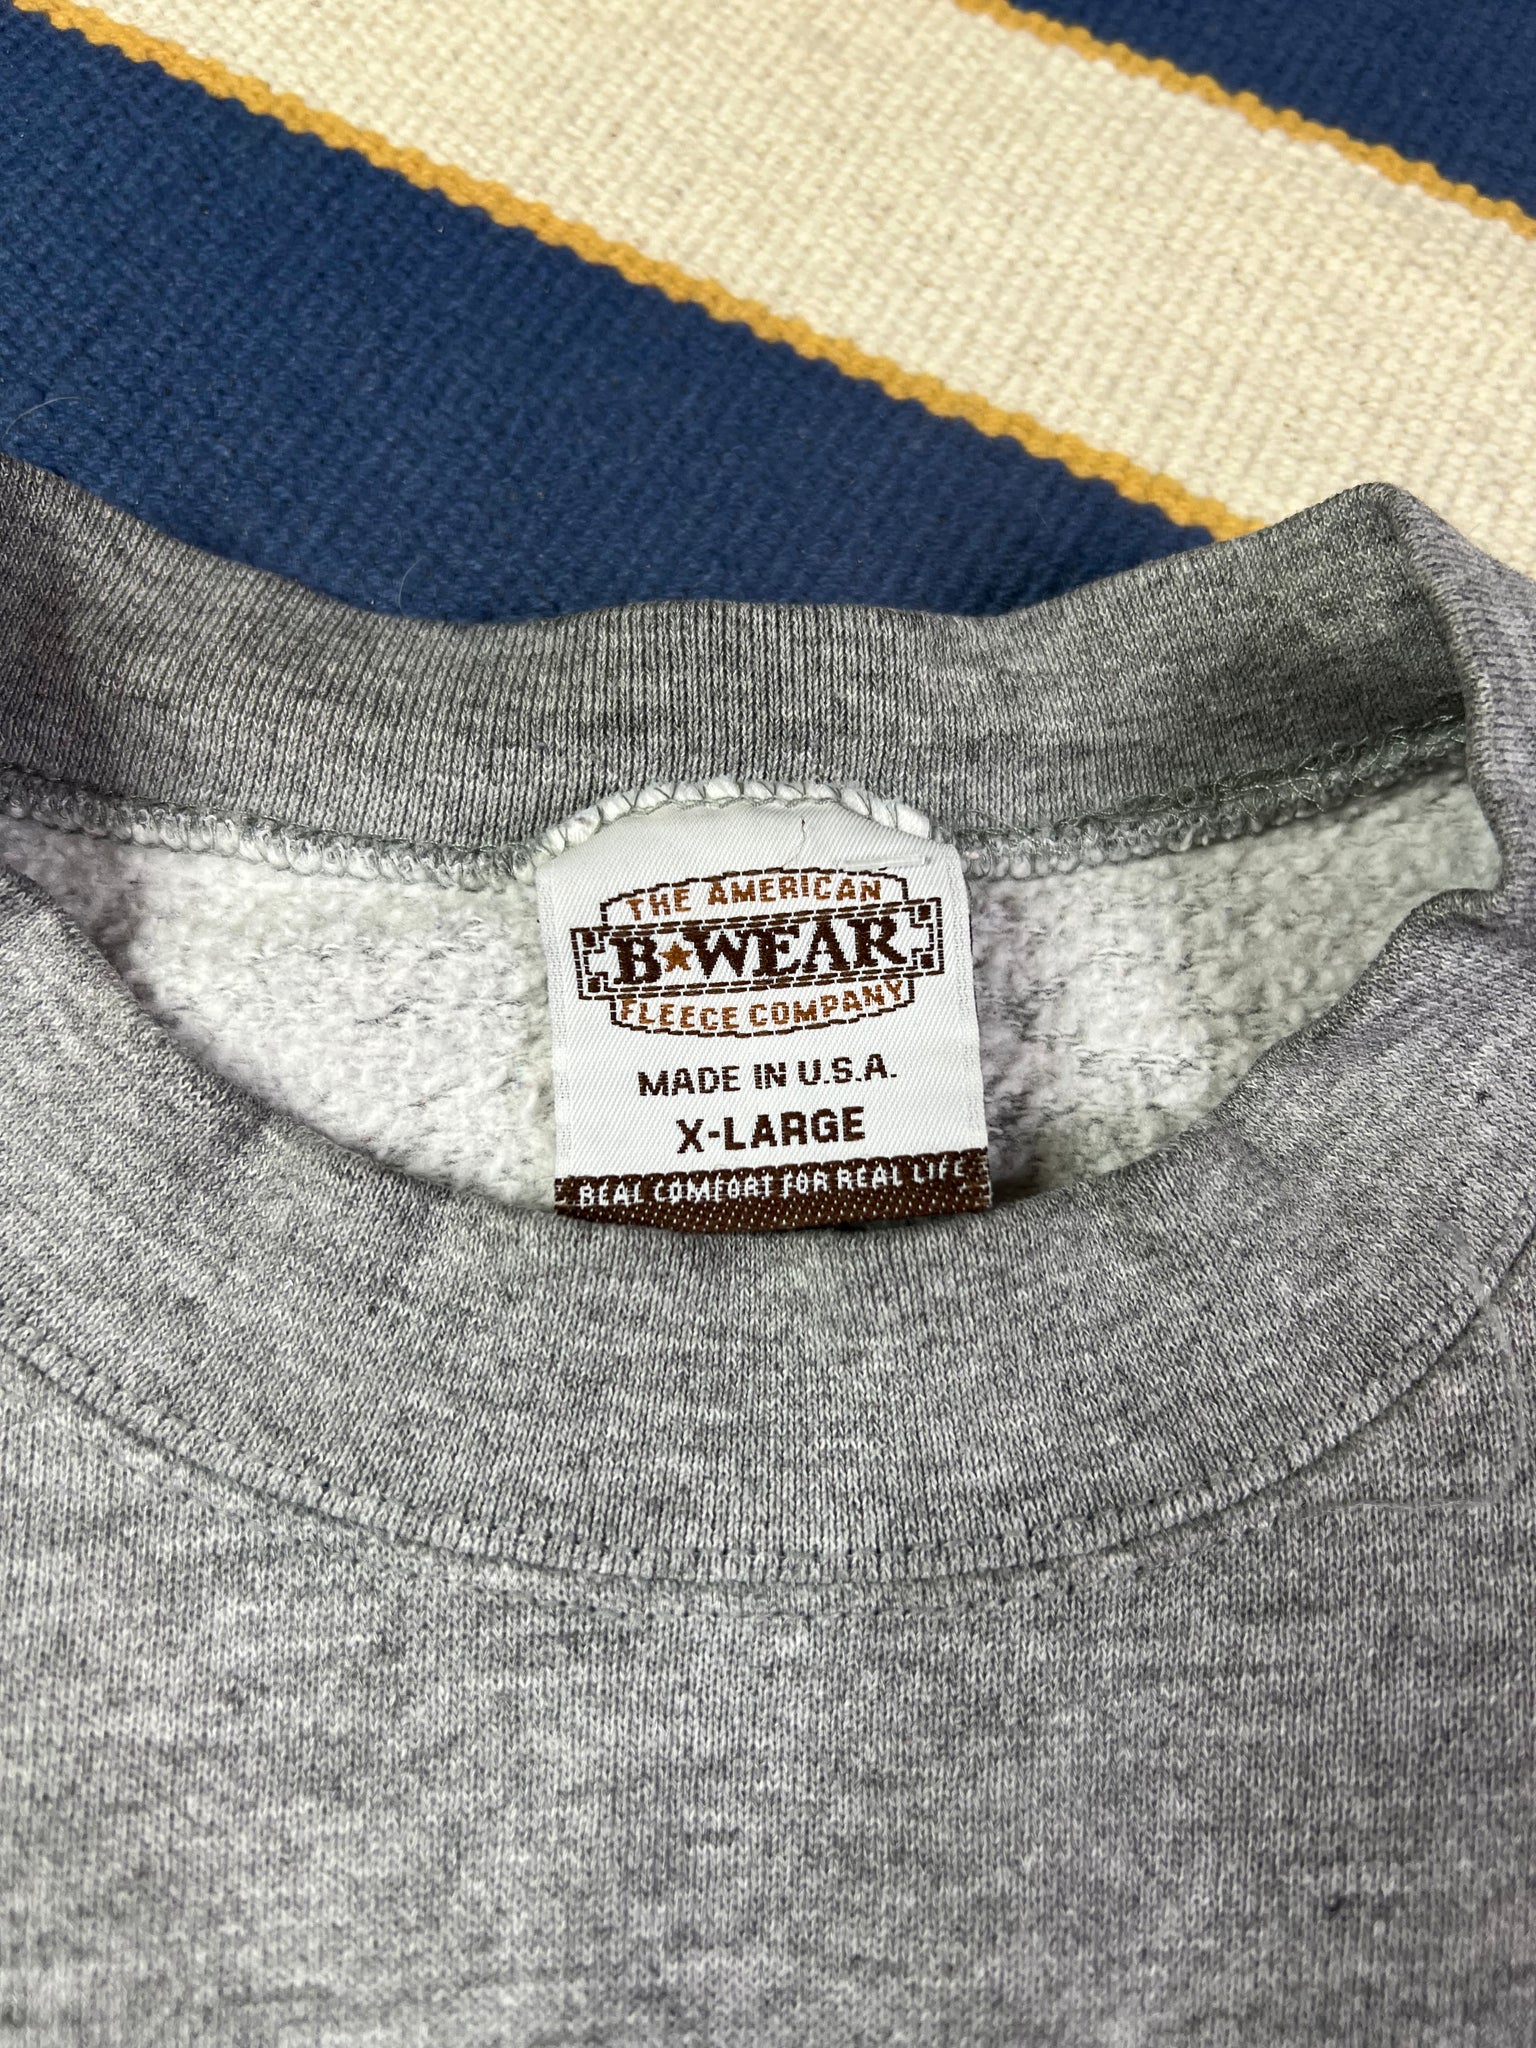 THE AMERICAN
B★WEAR
FLEECE COMPANY
MADE IN U.S.A.
X-LARGE
REAL COMFORT FOR REAL LIFE